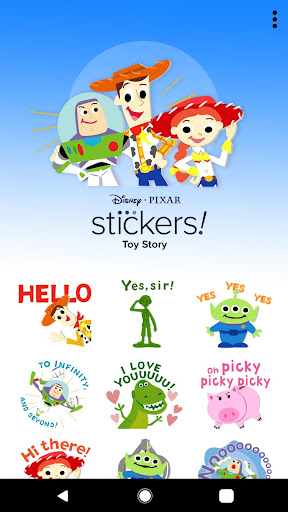 Disney · PIXAR
stickers!
Toy Story
HELLO
Yes, sir!
YES YES YES
TO INFINITY,
AND BEYOND!
I LOVE
YOUUUUU!
Oh picky
picky picky
Hi there!